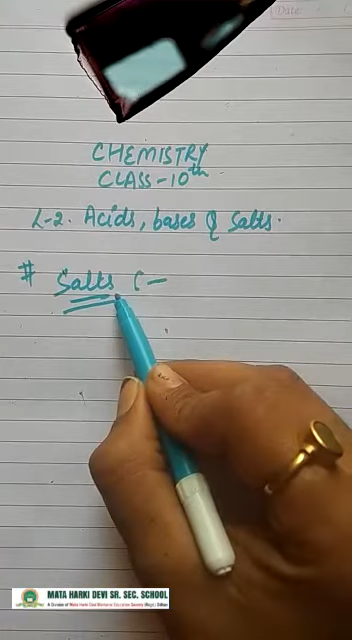 Date
CHEMISTRY
CLASS-10th
L-2. Acids, bases & Salts.
# Salts :-
MATA HARKI DEVI SR. SEC. SCHOOL